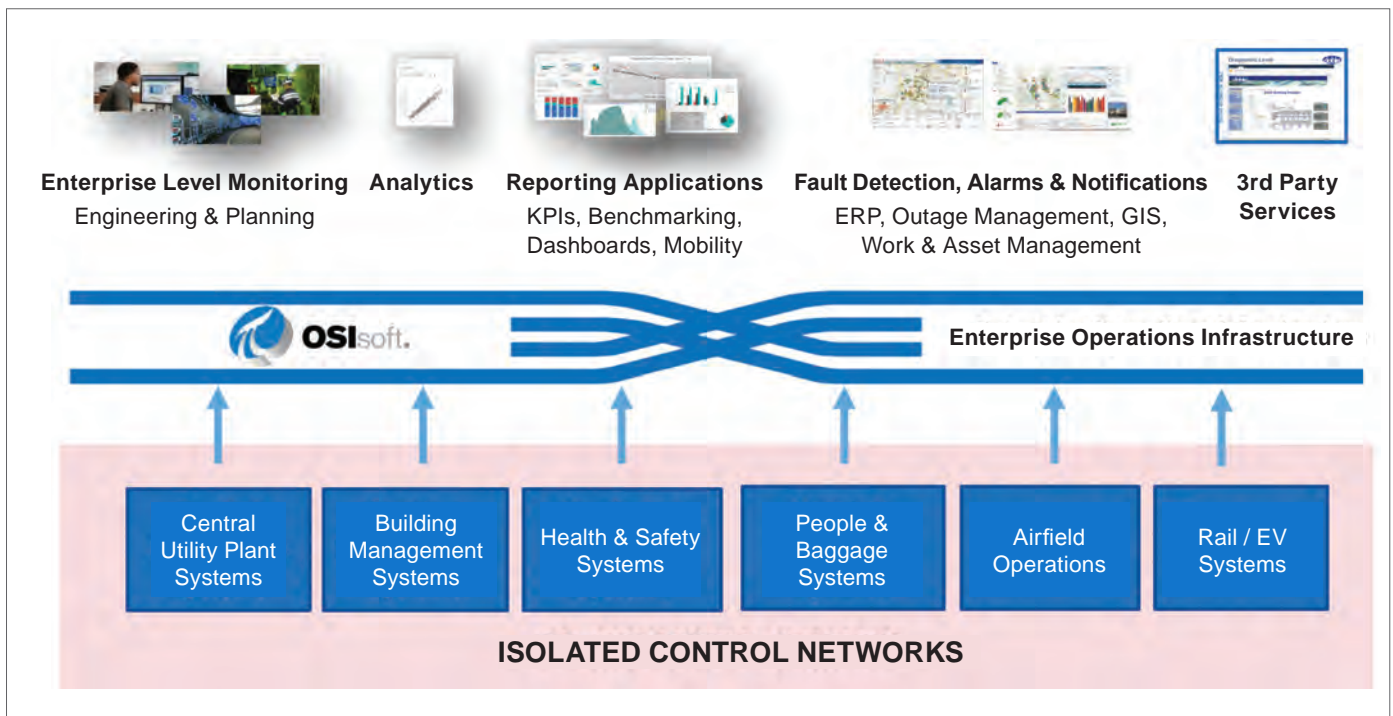 Enterprise Level Monitoring
Engineering & Planning
Analytics
Reporting Applications
KPIs, Benchmarking,
Dashboards, Mobility
Fault Detection, Alarms & Notifications
ERP, Outage Management, GIS,
Work & Asset Management
3rd Party
Services
OSIsoft.
Enterprise Operations Infrastructure
Central
Utility Plant
Systems
Building
Management
Systems
Health & Safety
Systems
People &
Baggage
Systems
Airfield
Operations
Rail / EV
Systems
ISOLATED CONTROL NETWORKS